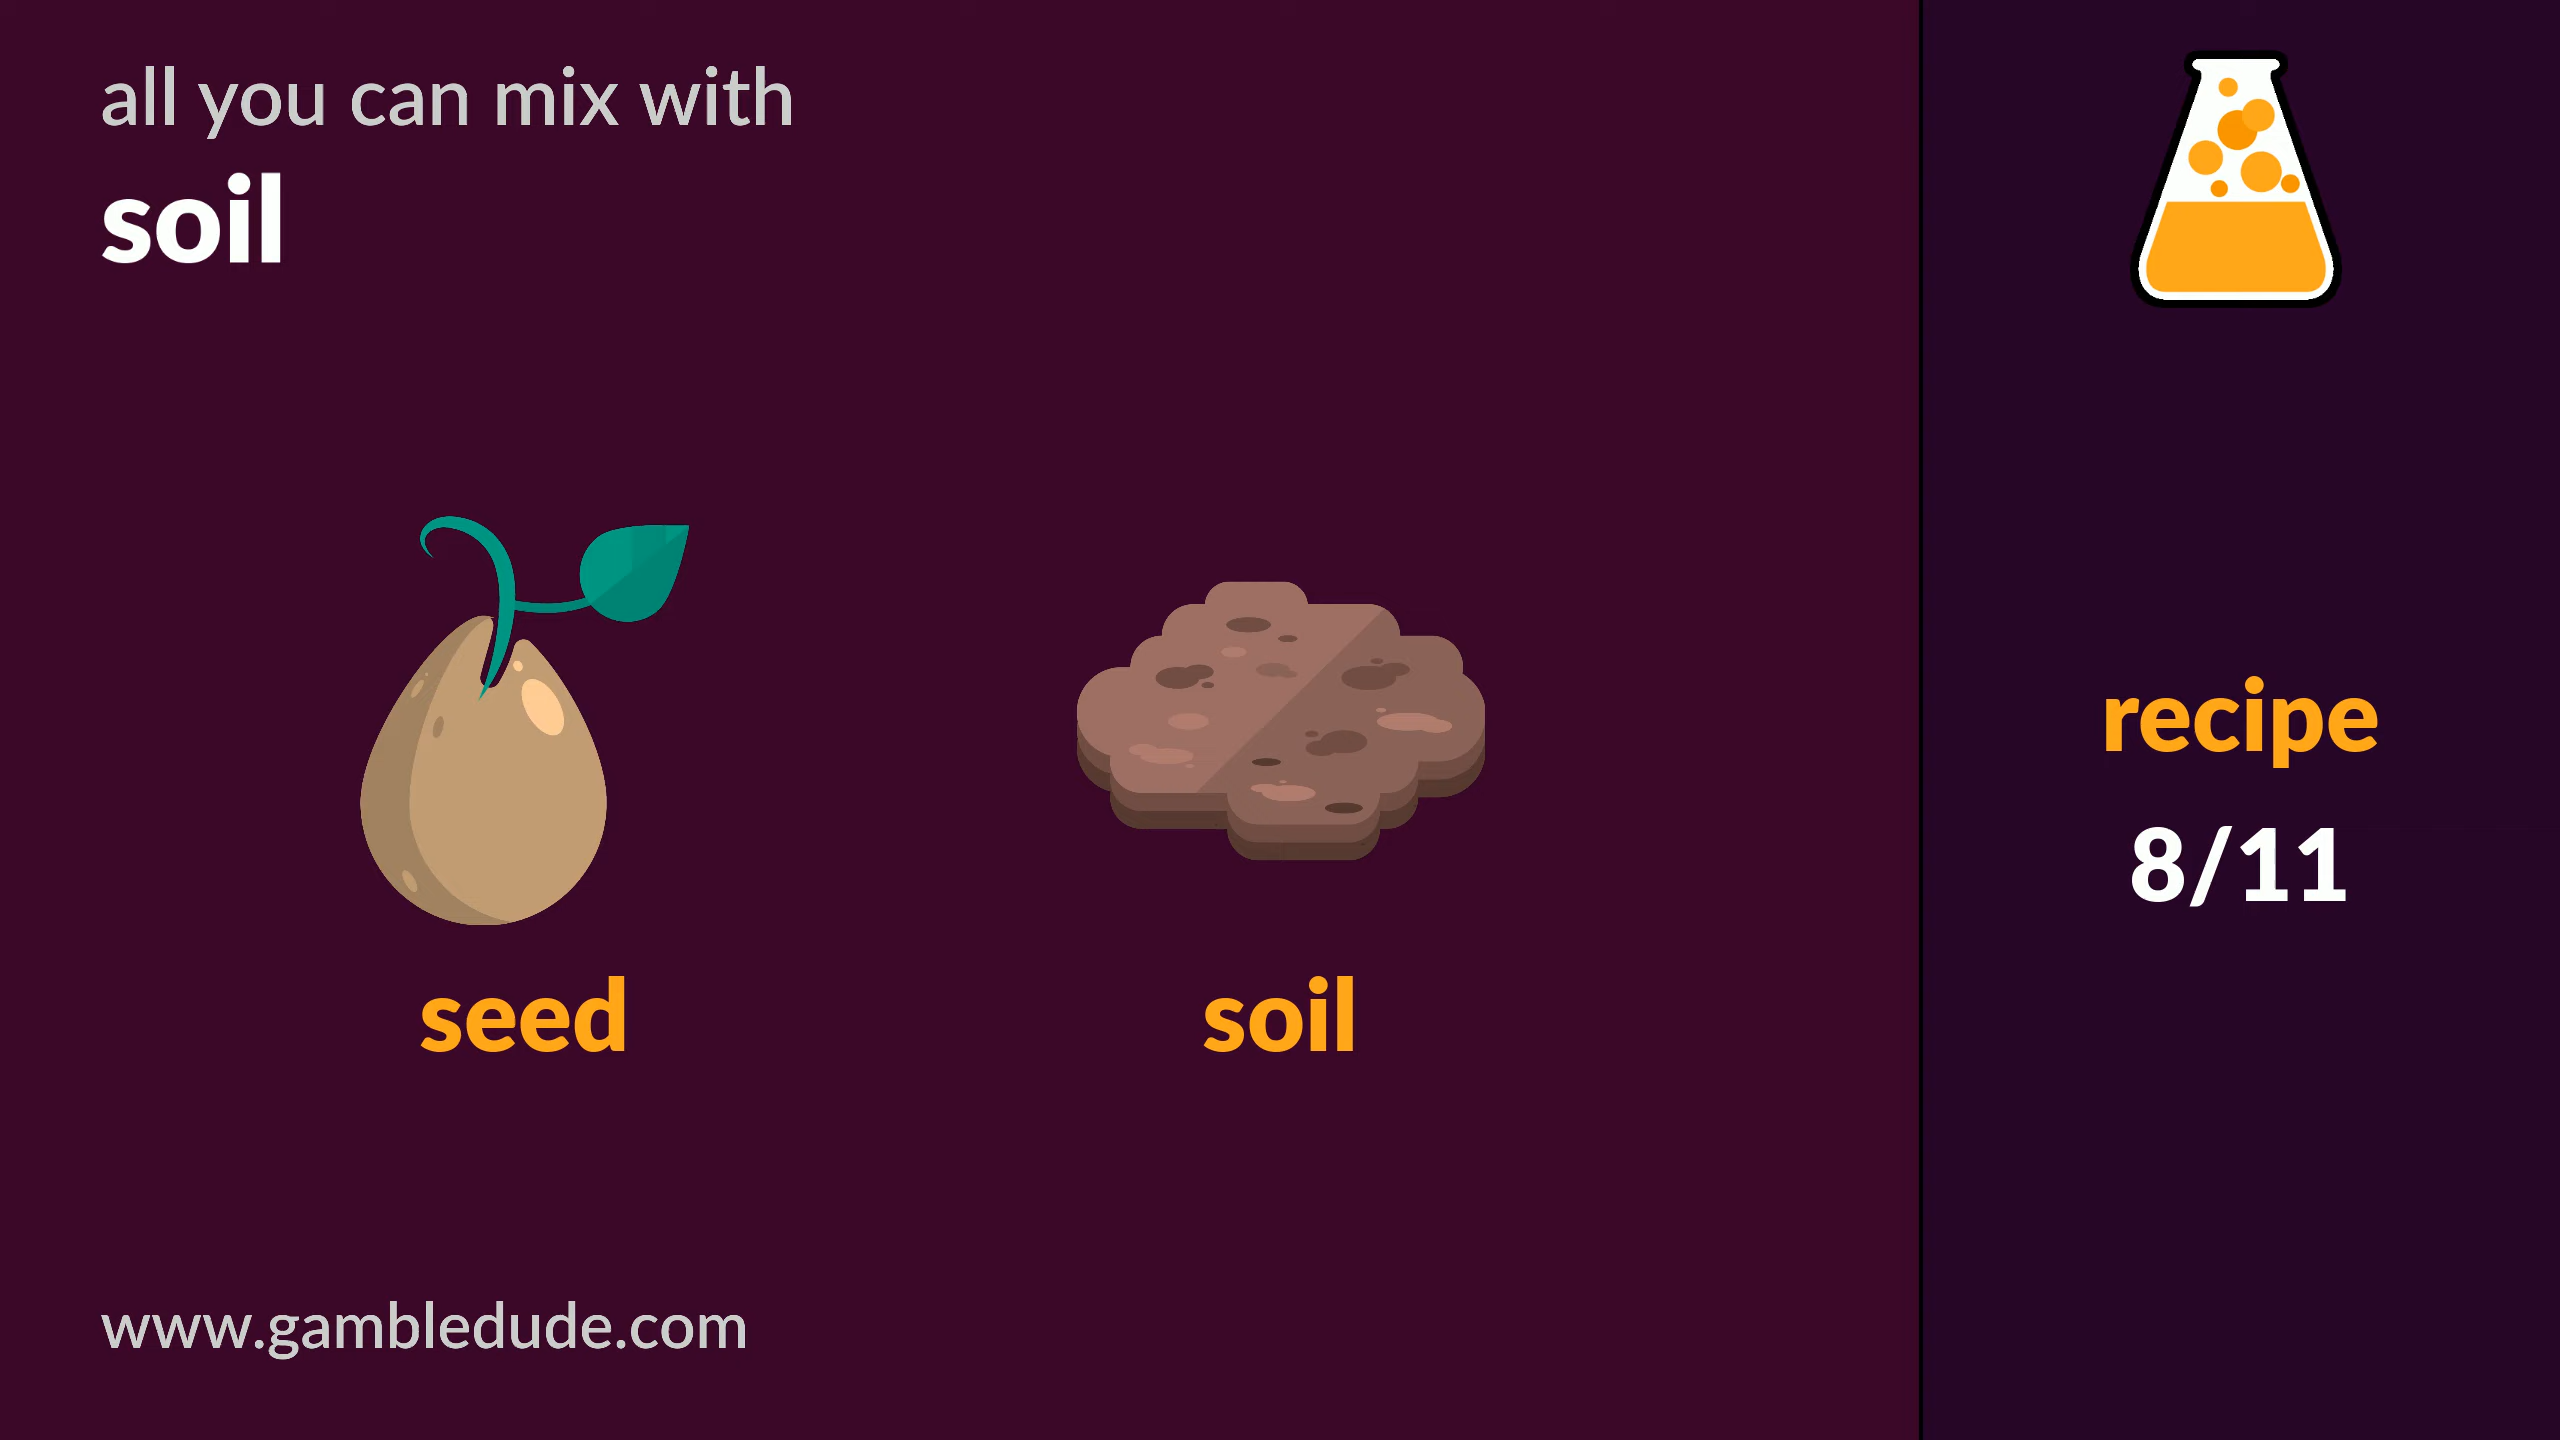 all you can mix with
soil
seed
soil
recipe
8/11
www.gambledude.com